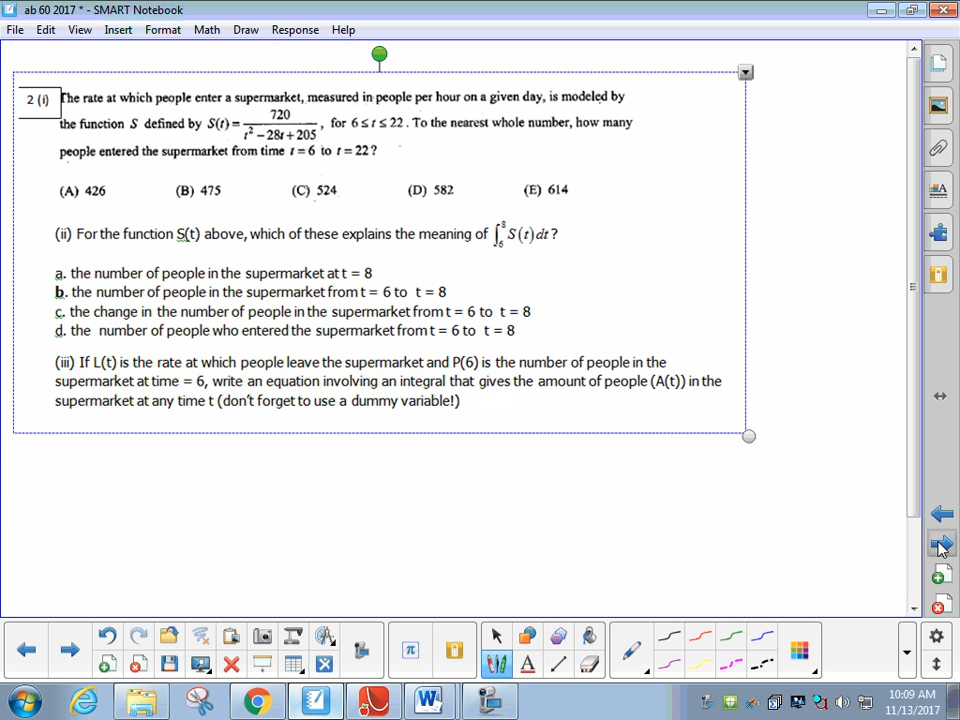 ab 60 2017 * - SMART Notebook
File Edit View Insert Format Math Draw Response Help
2 (i)
The rate at which people enter a supermarket, measured in people per hour on a given day, is modeled by
the function S defined by S(t) = 720 / (t² − 28t + 205), for 6 ≤ t ≤ 22. To the nearest whole number, how many
people entered the supermarket from time t = 6 to t = 22?
(A) 426 (B) 475 (C) 524 (D) 582 (E) 614
(ii) For the function S(t) above, which of these explains the meaning of ∫₆⁸ S(t) dt ?
a. the number of people in the supermarket at t = 8
b. the number of people in the supermarket from t = 6 to t = 8
c. the change in the number of people in the supermarket from t = 6 to t = 8
d. the number of people who entered the supermarket from t = 6 to t = 8
(iii) If L(t) is the rate at which people leave the supermarket and P(6) is the number of people in the
supermarket at time = 6, write an equation involving an integral that gives the amount of people (A(t)) in the
supermarket at any time t (don't forget to use a dummy variable!)
10:09 AM
11/13/2017